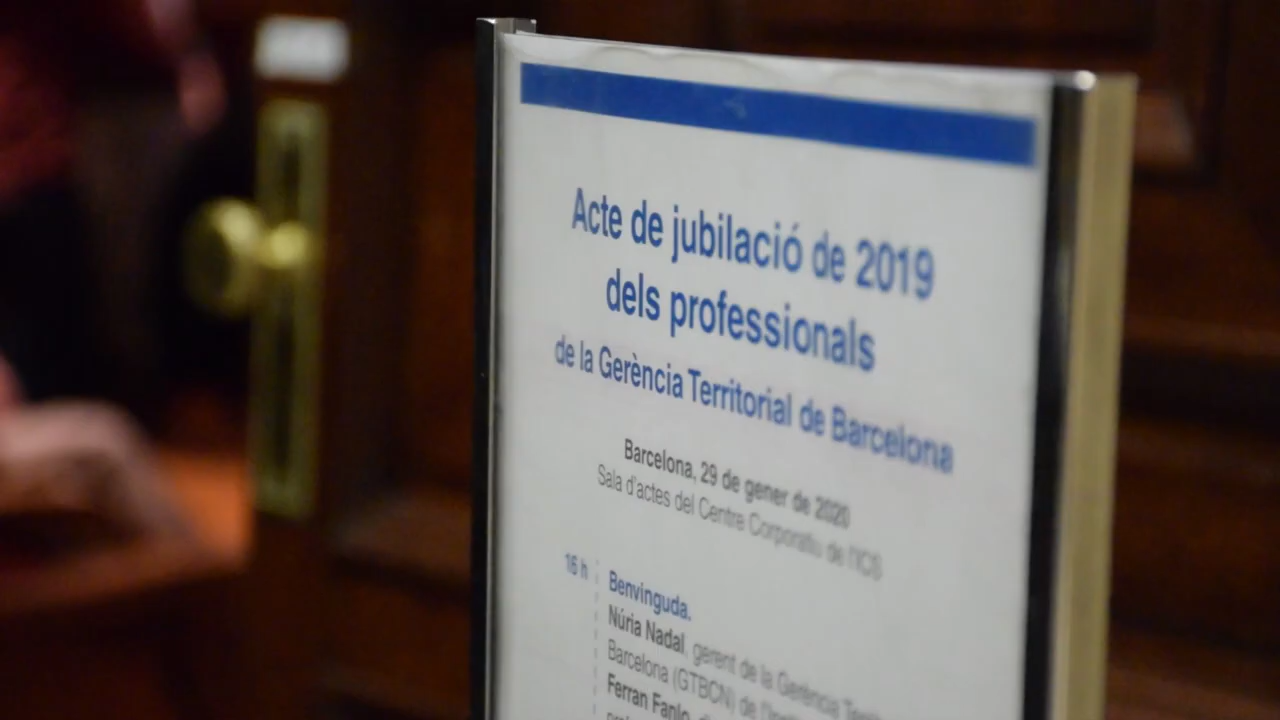 Acte de jubilació de 2019
dels professionals
de la Gerència Territorial de Barcelona
Barcelona, 29 de gener de 2020
Sala d'actes del Centre Corporatiu de l'ICS
16 h
Benvinguda.
Núria Nadal, gerent de la Gerència
Barcelona (GTBCN) de
Ferran